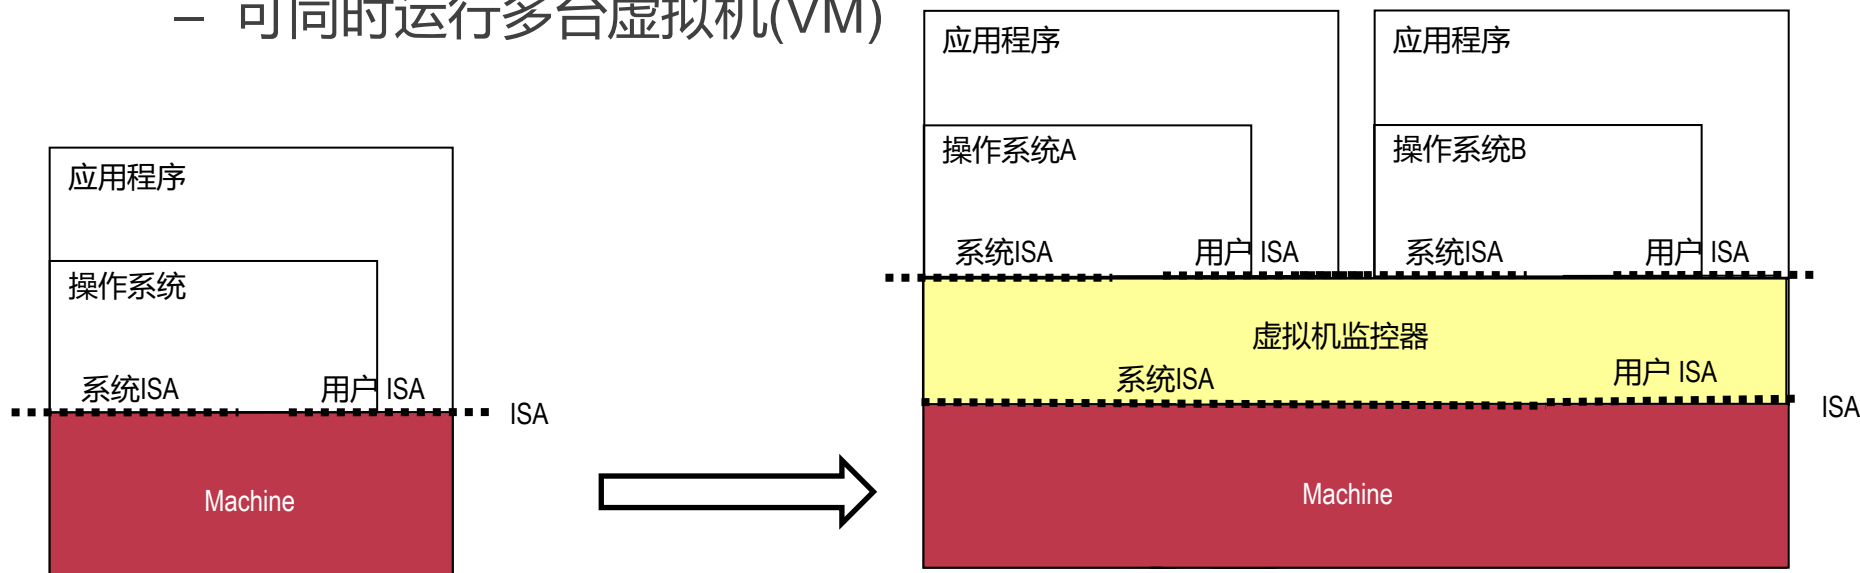 – 可同时运行多台虚拟机(VM)
应用程序
操作系统
系统ISA
用户 ISA
ISA
Machine
应用程序
操作系统A
系统ISA
用户 ISA
应用程序
操作系统B
系统ISA
用户 ISA
虚拟机监控器
系统ISA
用户 ISA
ISA
Machine